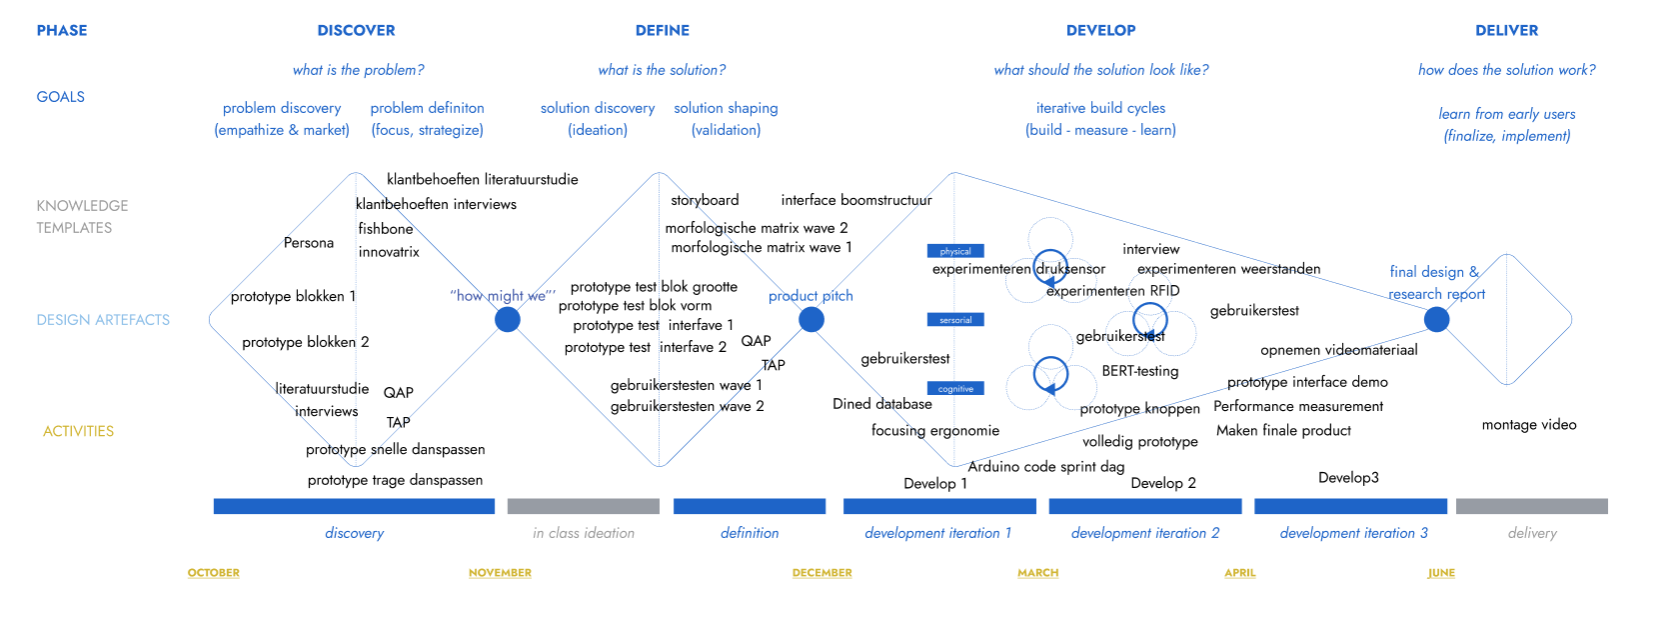 PHASE
DISCOVER
DEFINE
DEVELOP
DELIVER
what is the problem?
what is the solution?
what should the solution look like?
how does the solution work?
GOALS
problem discovery
(empathize & market)
problem definiton
(focus, strategize)
solution discovery
(ideation)
solution shaping
(validation)
iterative build cycles
(build - measure - learn)
learn from early users
(finalize, implement)
KNOWLEDGE
TEMPLATES
klantbehoeften literatuurstudie
klantbehoeften interviews
fishbone
innovatrix
Persona
storyboard
interface boomstructuur
morfologische matrix wave 2
morfologische matrix wave 1
physical
interview
experimenteren druksensor
experimenteren weerstanden
experimenteren RFID
final design &
research report
DESIGN ARTEFACTS
prototype blokken 1
prototype blokken 2
"how might we"'
prototype test blok grootte
prototype test blok vorm
prototype test interfave 1
prototype test interfave 2
product pitch
QAP
TAP
sersorial
gebruikerstest
gebruikerstest
gebruikerstest
opnemen videomateriaal
BERT-testing
cognitive
ACTIVITIES
literatuurstudie
interviews
QAP
TAP
prototype snelle danspassen
prototype trage danspassen
gebruikerstesten wave 1
gebruikerstesten wave 2
Dined database
focusing ergonomie
prototype knoppen
volledig prototype
Arduino code sprint dag
prototype interface demo
Performance measurement
Maken finale product
montage video
Develop 1
Develop 2
Develop3
discovery
in class ideation
definition
development iteration 1
development iteration 2
development iteration 3
delivery
OCTOBER
NOVEMBER
DECEMBER
MARCH
APRIL
JUNE